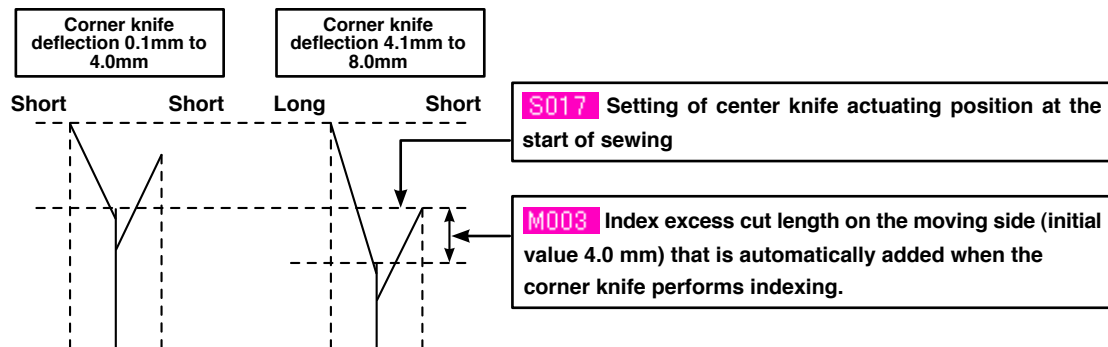 Corner knife
deflection 0.1mm to
4.0mm
Corner knife
deflection 4.1mm to
8.0mm
Short Short Long Short
S017 Setting of center knife actuating position at the
start of sewing
M003 Index excess cut length on the moving side (initial
value 4.0 mm) that is automatically added when the
corner knife performs indexing.